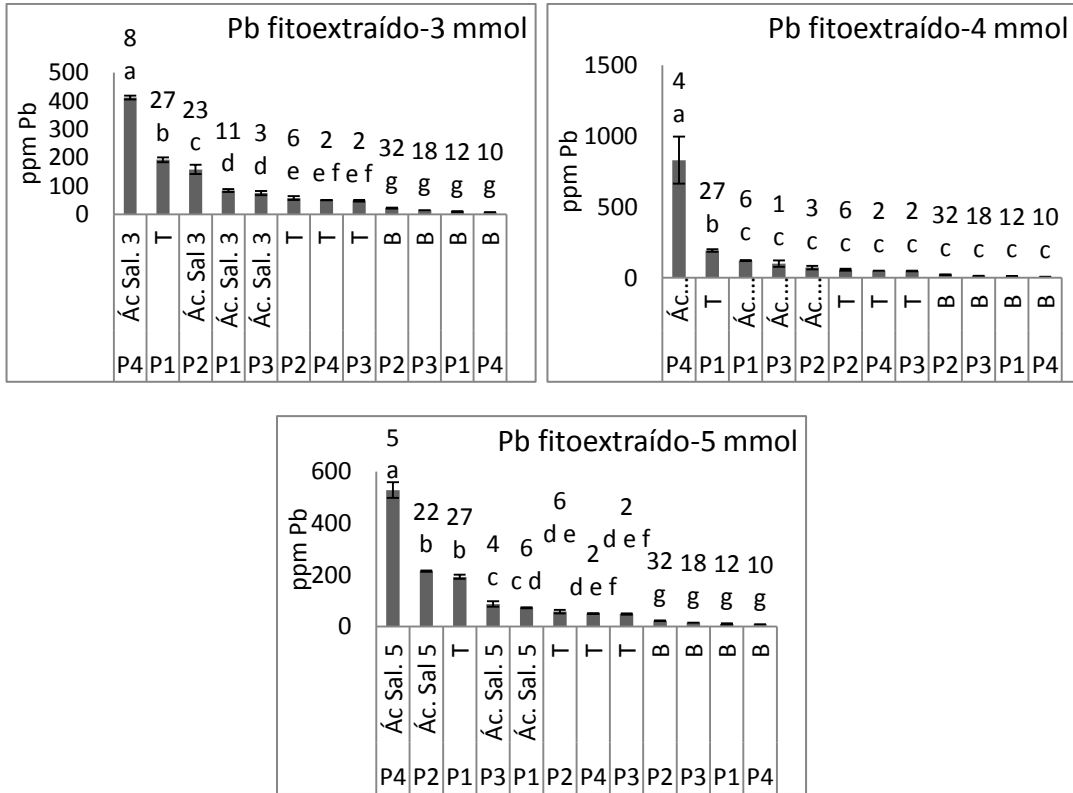 Pb fitoextraído-3 mmol
8 27 23 11 3 6 2 2 32 18 12 10
a b c d d e e f e f g g g g
500
400
300
200
100
0
ppm Pb
Ác Sal. 3 T Ác. Sal 3 Ác. Sal. 3 Ác. Sal. 3 T T T B B B B
P4 P1 P2 P1 P3 P2 P4 P3 P2 P3 P1 P4
Pb fitoextraído-4 mmol
4 27 6 1 3 6 2 2 32 18 12 10
a b c c c c c c c c c c
1500
1000
500
0
ppm Pb
Ác.... T Ác.... Ác.... Ác.... T T T B B B B
P4 P1 P1 P3 P2 P2 P4 P3 P2 P3 P1 P4
Pb fitoextraído-5 mmol
5 22 27 4 6 6 2 2 32 18 12 10
a b b c c d d e d e f d e f g g g g
600
400
200
0
ppm Pb
Ác Sal. 5 Ác. Sal 5 T Ác. Sal. 5 Ác. Sal. 5 T T T B B B B
P4 P2 P1 P3 P1 P2 P4 P3 P2 P3 P1 P4